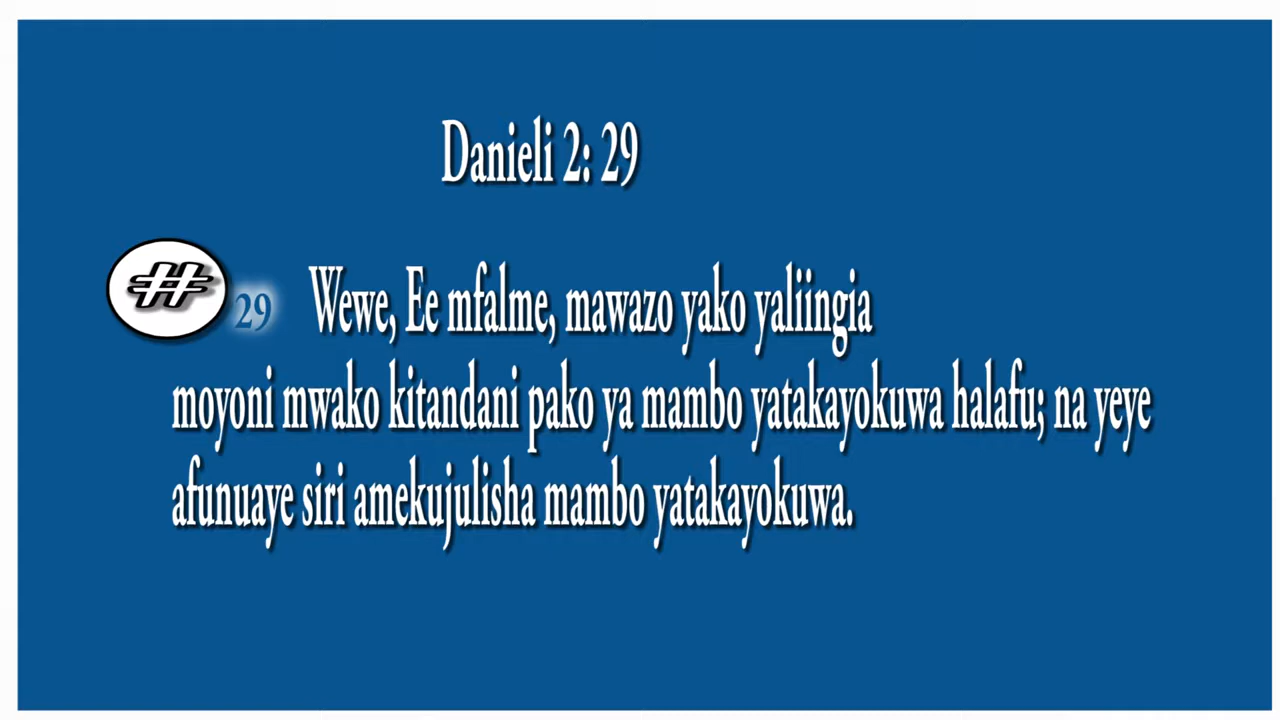 Danieli 2: 29
# 29 Wewe, Ee mfalme, mawazo yako yaliingia
moyoni mwako kitandani pako ya mambo yatakayokuwa halafu; na yeye
afunuaye siri amekujulisha mambo yatakayokuwa.